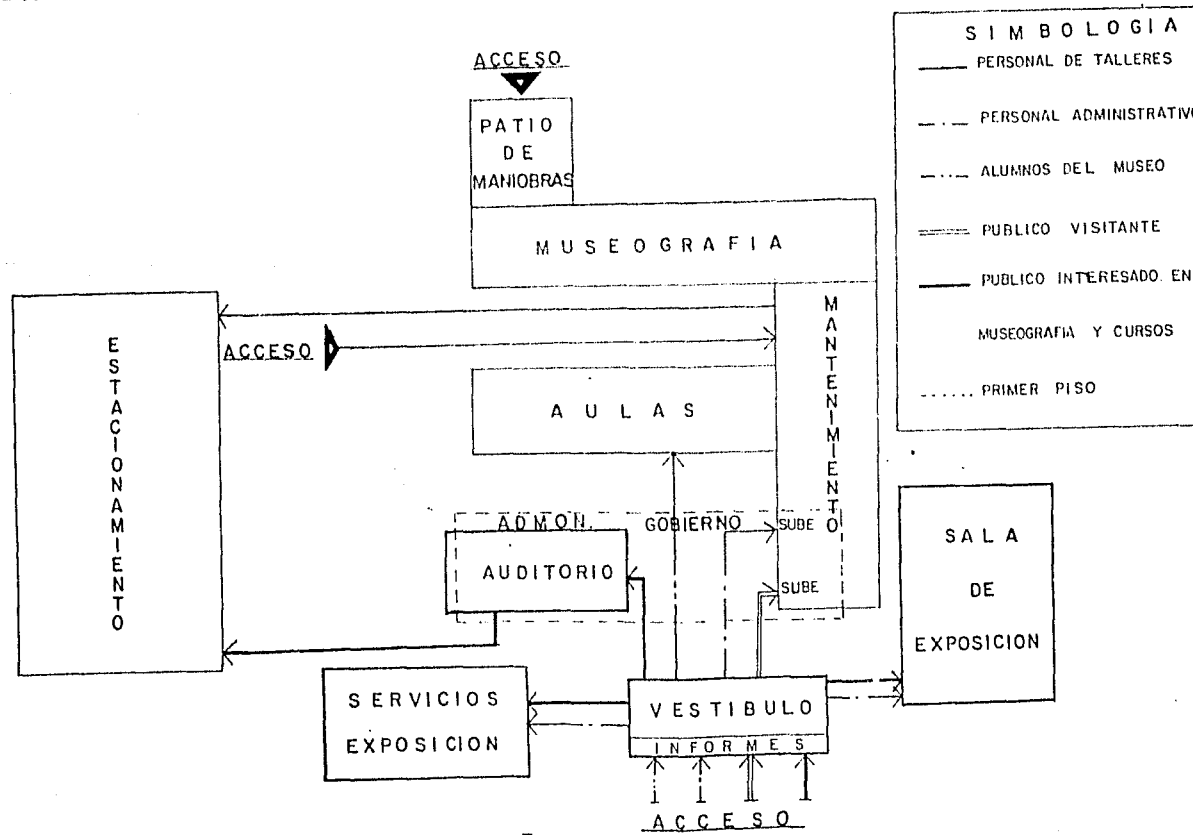 ACCESO
PATIO
DE
MANIOBRAS
MUSEOGRAFIA
MANTENIMIENTO
ESTACIONAMIENTO
ACCESO
AULAS
ADMON.
GOBIERNO
SUBE
AUDITORIO
SUBE
SALA
DE
EXPOSICION
SERVICIOS
EXPOSICION
VESTIBULO
INFORMES
ACCESO
SIMBOLOGIA
PERSONAL DE TALLERES
PERSONAL ADMINISTRATIVO
ALUMNOS DEL MUSEO
PUBLICO VISITANTE
PUBLICO INTERESADO. EN
MUSEOGRAFIA Y CURSOS
PRIMER PISO